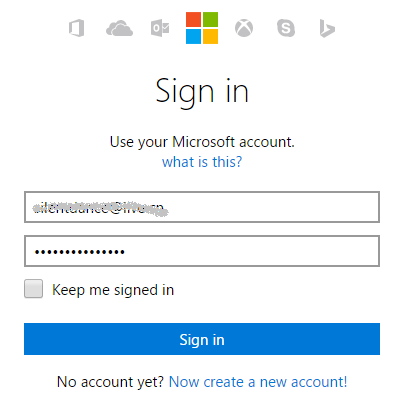 Sign in
Use your Microsoft account.
what is this?
Keep me signed in
Sign in
No account yet? Now create a new account!